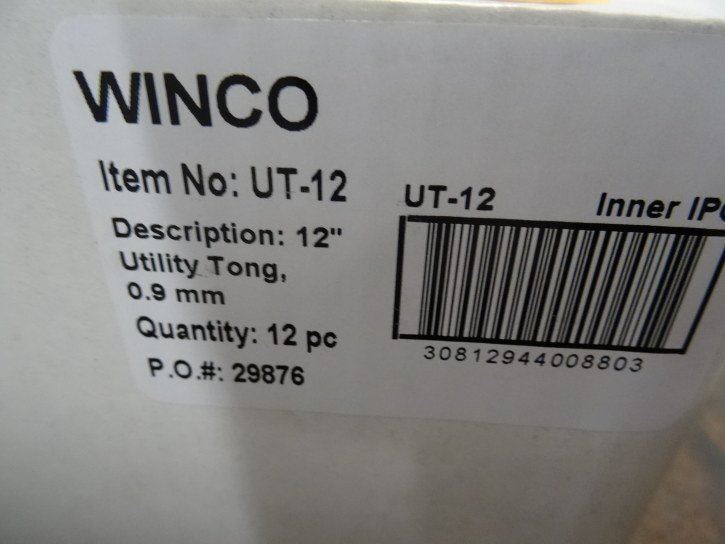 WINCO
Item No: UT-12
Description: 12"
Utility Tong,
0.9 mm
Quantity: 12 pc
P.O.#: 29876
UT-12 Inner
30812944008803